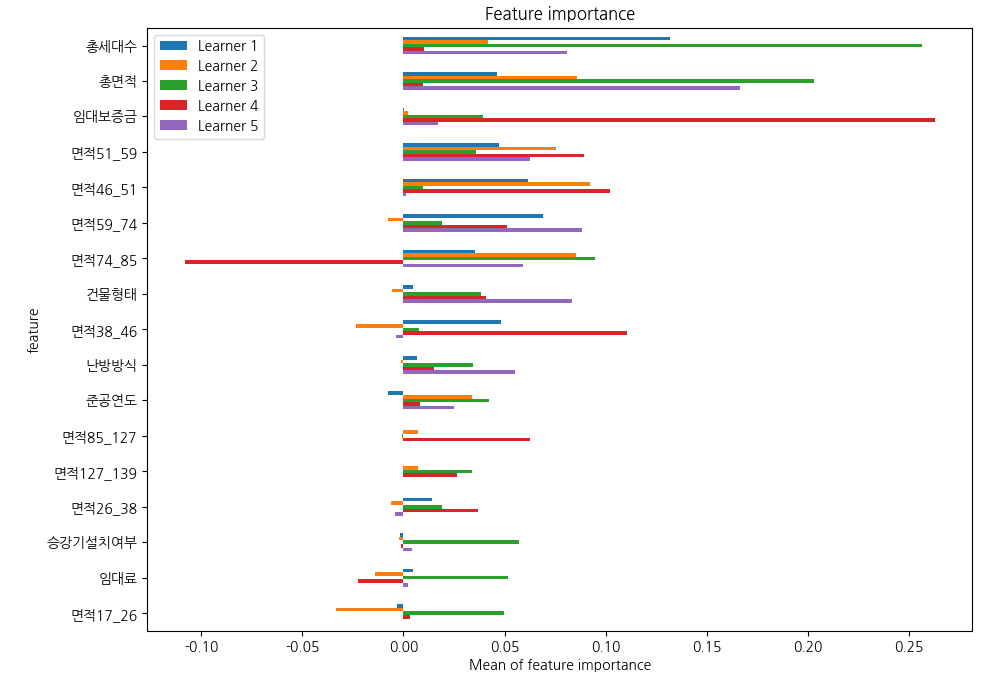 Feature importance
Learner 1
Learner 2
Learner 3
Learner 4
Learner 5
feature
총세대수
총면적
임대보증금
면적51_59
면적46_51
면적59_74
면적74_85
건물형태
면적38_46
난방방식
준공연도
면적85_127
면적127_139
면적26_38
승강기설치여부
임대료
면적17_26
-0.10 -0.05 0.00 0.05 0.10 0.15 0.20 0.25
Mean of feature importance